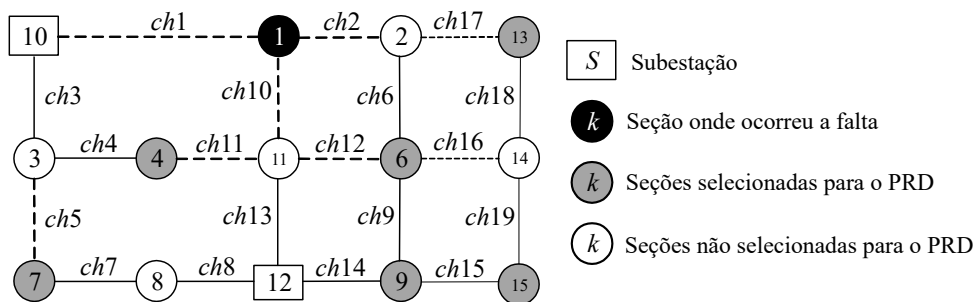 ch1 ch2 ch17
10 1 2 13
S Subestação
ch3 ch10 ch6 ch18
k Seção onde ocorreu a falta
ch4 ch11 ch12 ch16
3 4 11 6 14
k Seções selecionadas para o PRD
ch5 ch13 ch9 ch19
k Seções não selecionadas para o PRD
ch7 ch8 ch14 ch15
7 8 12 9 15